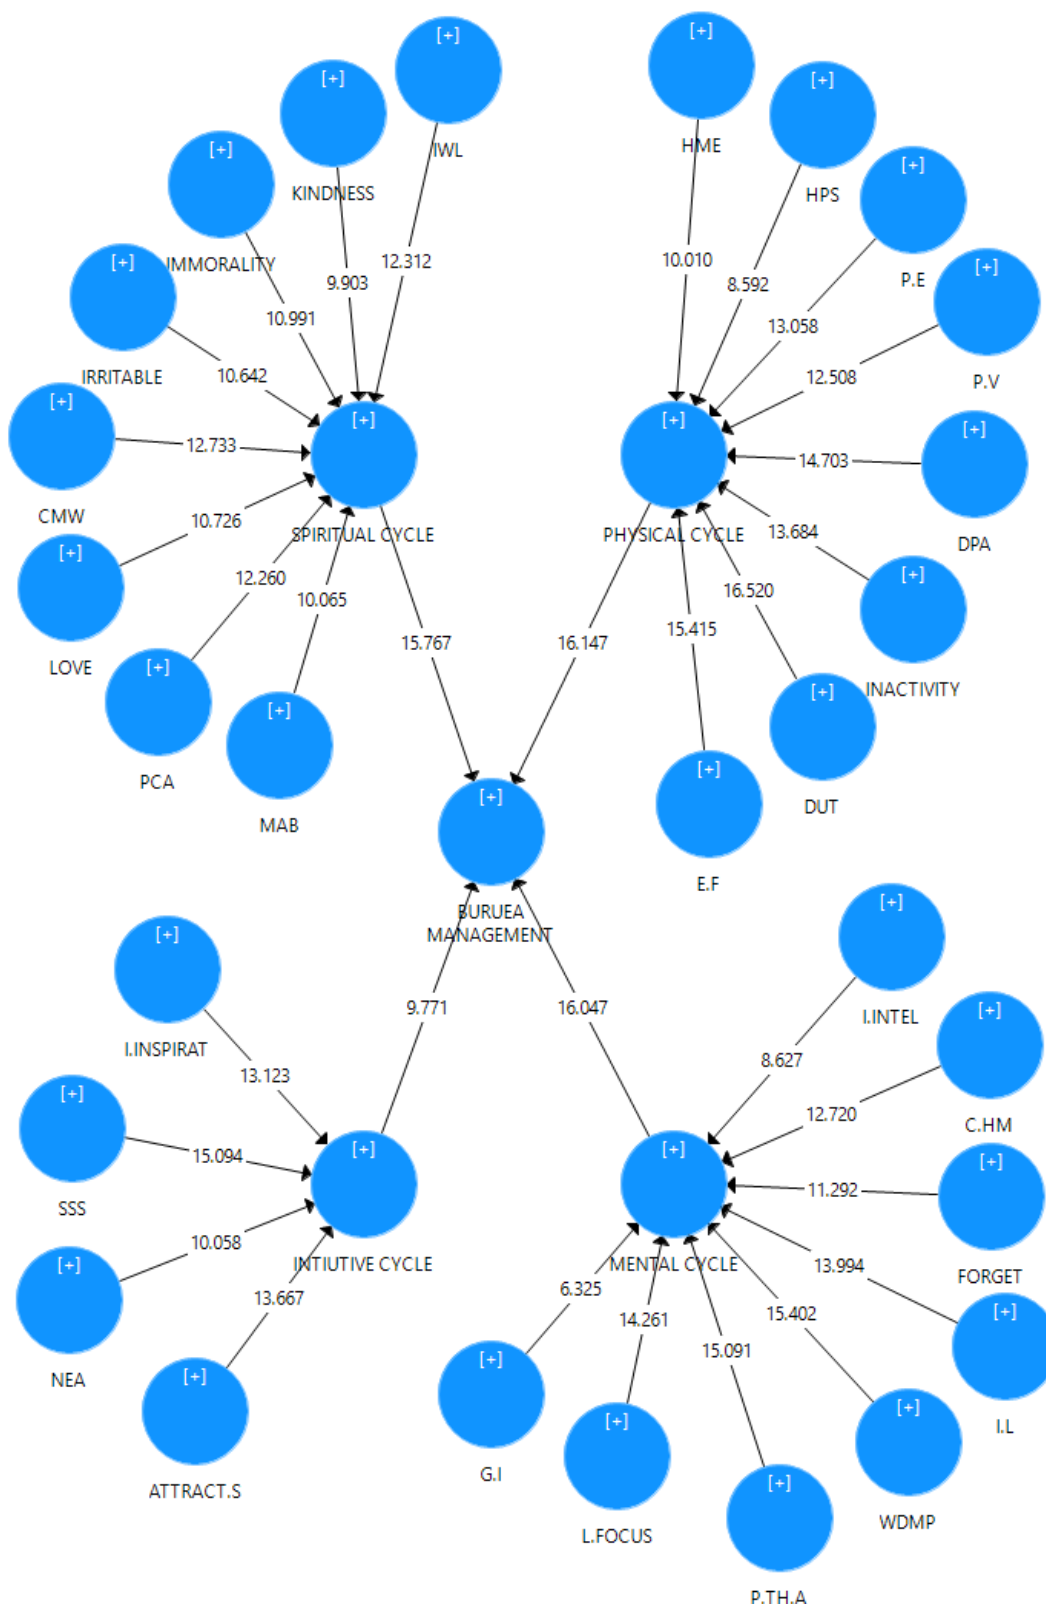 [+]
IWL
[+]
KINDNESS
[+]
IMMORALITY
[+]
IRRITABLE
[+]
CMW
[+]
LOVE
[+]
PCA
[+]
MAB
12.312
9.903
10.991
10.642
12.733
10.726
12.260
10.065
[+]
SPIRITUAL CYCLE
15.767
[+]
HME
[+]
HPS
[+]
P.E
[+]
P.V
[+]
DPA
[+]
INACTIVITY
[+]
DUT
[+]
E.F
10.010
8.592
13.058
12.508
14.703
13.684
16.520
15.415
[+]
PHYSICAL CYCLE
16.147
[+]
BURUEA
MANAGEMENT
9.771
16.047
[+]
I.INSPIRAT
[+]
SSS
[+]
NEA
[+]
ATTRACT.S
13.123
15.094
10.058
13.667
[+]
INTIUTIVE CYCLE
[+]
I.INTEL
[+]
C.HM
[+]
FORGET
[+]
I.L
[+]
WDMP
[+]
P.TH.A
[+]
L.FOCUS
[+]
G.I
8.627
12.720
11.292
13.994
15.402
15.091
14.261
6.325
[+]
MENTAL CYCLE